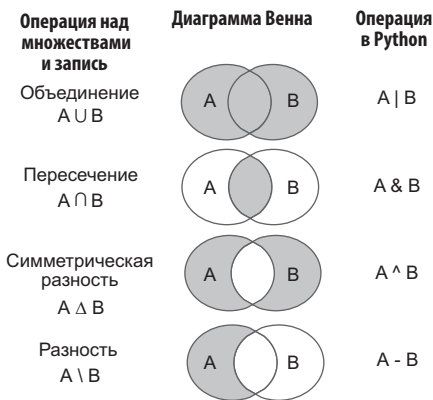 Операция над множествами и запись
Диаграмма Венна
Операция в Python
Объединение
A ∪ B
A B
A | B
Пересечение
A ∩ B
A B
A & B
Симметрическая
разность
A Δ B
A B
A ^ B
Разность
A \ B
A B
A - B